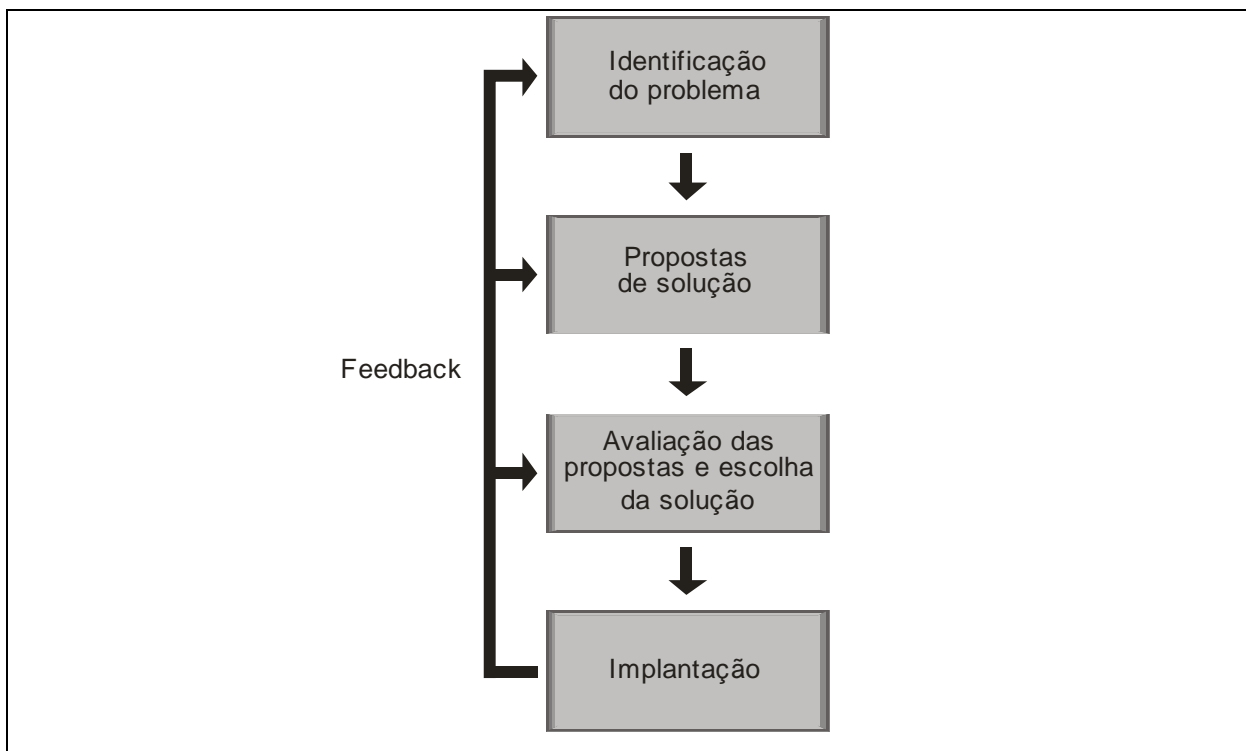 Identificação
do problema
Propostas
de solução
Feedback
Avaliação das
propostas e escolha
da solução
Implantação